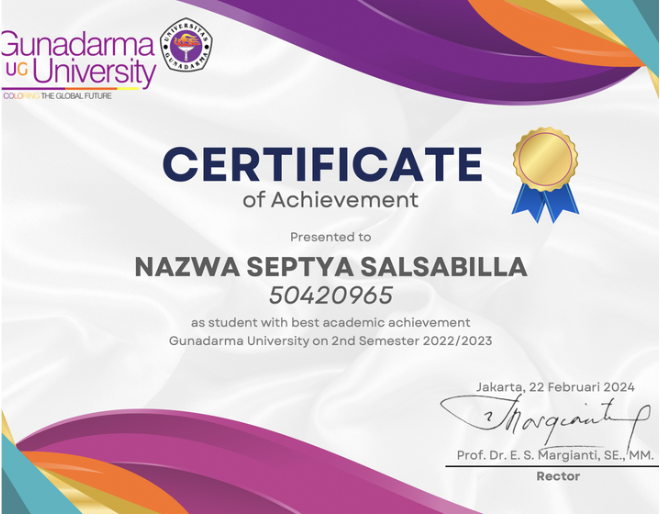 Gunadarma
UG University
COLORING THE GLOBAL FUTURE
UNIVERSITAS
GUNADARMA
CERTIFICATE
of Achievement
Presented to
NAZWA SEPTYA SALSABILLA
50420965
as student with best academic achievement
Gunadarma University on 2nd Semester 2022/2023
Jakarta, 22 Februari 2024
Margianti
Prof. Dr. E. S. Margianti, SE., MM.
Rector